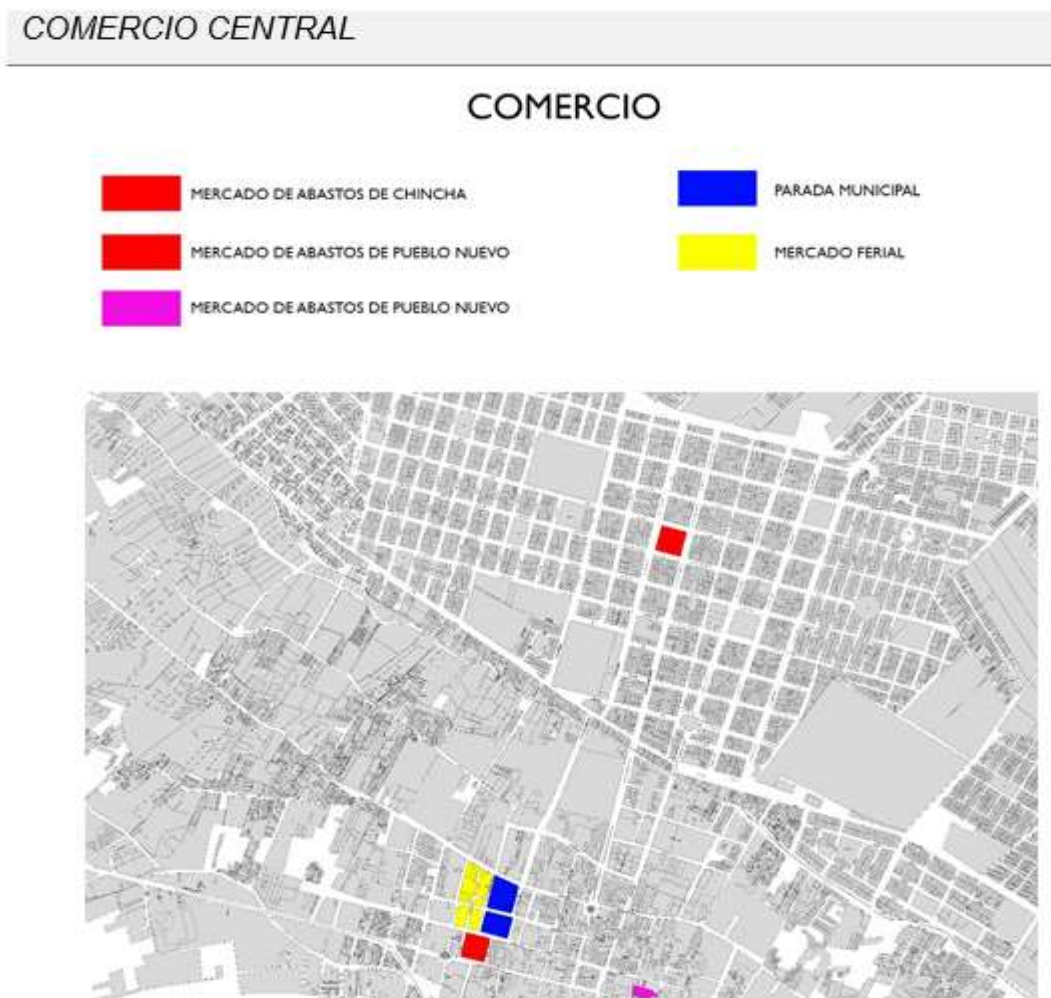 COMERCIO CENTRAL
COMERCIO
MERCADO DE ABASTOS DE CHINCHA
MERCADO DE ABASTOS DE PUEBLO NUEVO
MERCADO DE ABASTOS DE PUEBLO NUEVO
PARADA MUNICIPAL
MERCADO FERIAL